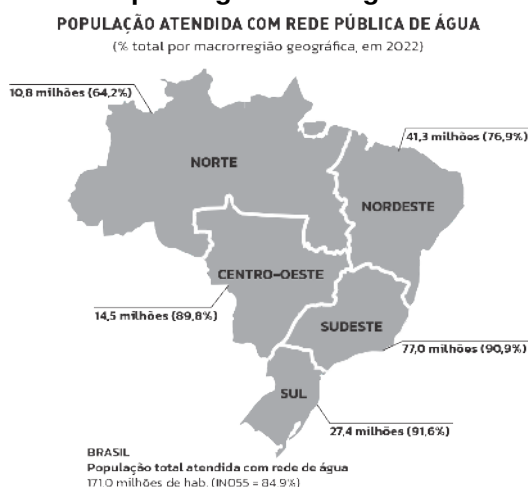 POPULAÇÃO ATENDIDA COM REDE PÚBLICA DE ÁGUA
(% total por macrorregião geográfica, em 2022)
10,8 milhões (64,2%)
41,3 milhões (76,9%)
NORTE
NORDESTE
CENTRO-OESTE
14,5 milhões (89,8%)
SUDESTE
77,0 milhões (90,9%)
SUL
27,4 milhões (91,6%)
BRASIL
População total atendida com rede de água
171,0 milhões de hab. (IN055 = 84,9%)